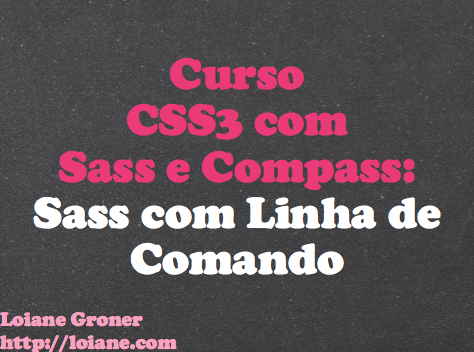 Curso
CSS3 com
Sass e Compass:
Sass com Linha de
Comando
Loiane Groner
http://loiane.com